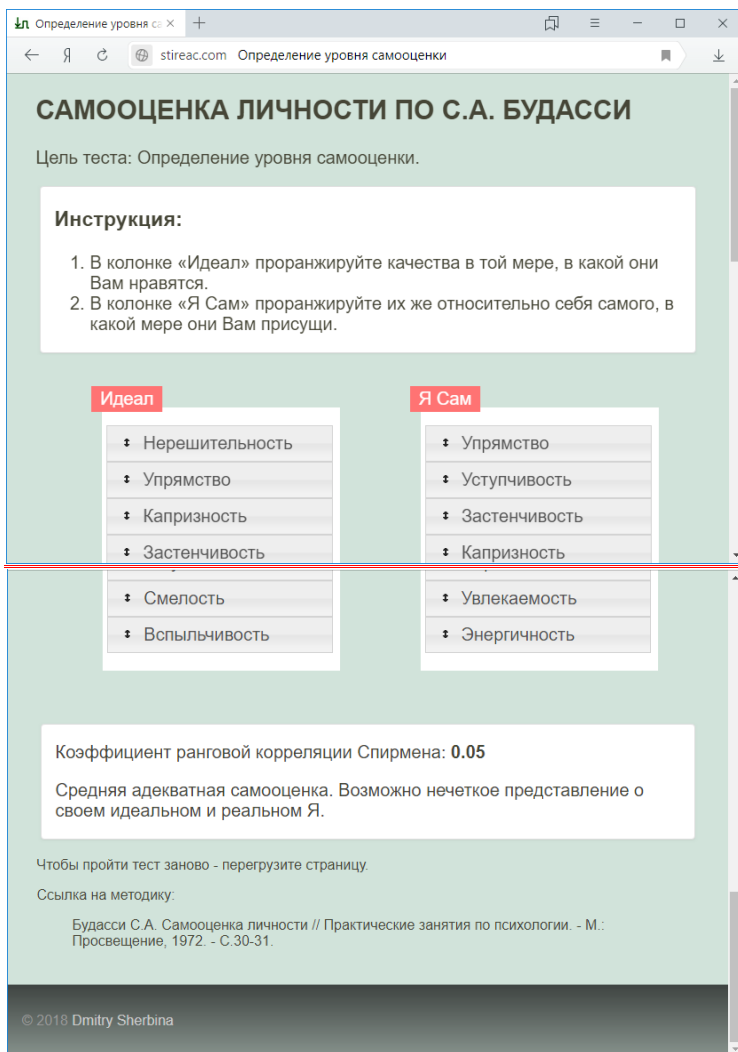 Определение уровня са
stireac.com Определение уровня самооценки
САМООЦЕНКА ЛИЧНОСТИ ПО С.А. БУДАССИ
Цель теста: Определение уровня самооценки.
Инструкция:
1. В колонке «Идеал» проранжируйте качества в той мере, в какой они
Вам нравятся.
2. В колонке «Я Сам» проранжируйте их же относительно себя самого, в
какой мере они Вам присущи.
Идеал
Нерешительность
Упрямство
Капризность
Застенчивость
Смелость
Вспыльчивость
Я Сам
Упрямство
Уступчивость
Застенчивость
Капризность
Увлекаемость
Энергичность
Коэффициент ранговой корреляции Спирмена: 0.05
Средняя адекватная самооценка. Возможно нечеткое представление о
своем идеальном и реальном Я.
Чтобы пройти тест заново - перегрузите страницу.
Ссылка на методику:
Будасси С.А. Самооценка личности // Практические занятия по психологии. - М.:
Просвещение, 1972. - С.30-31.
© 2018 Dmitry Sherbina